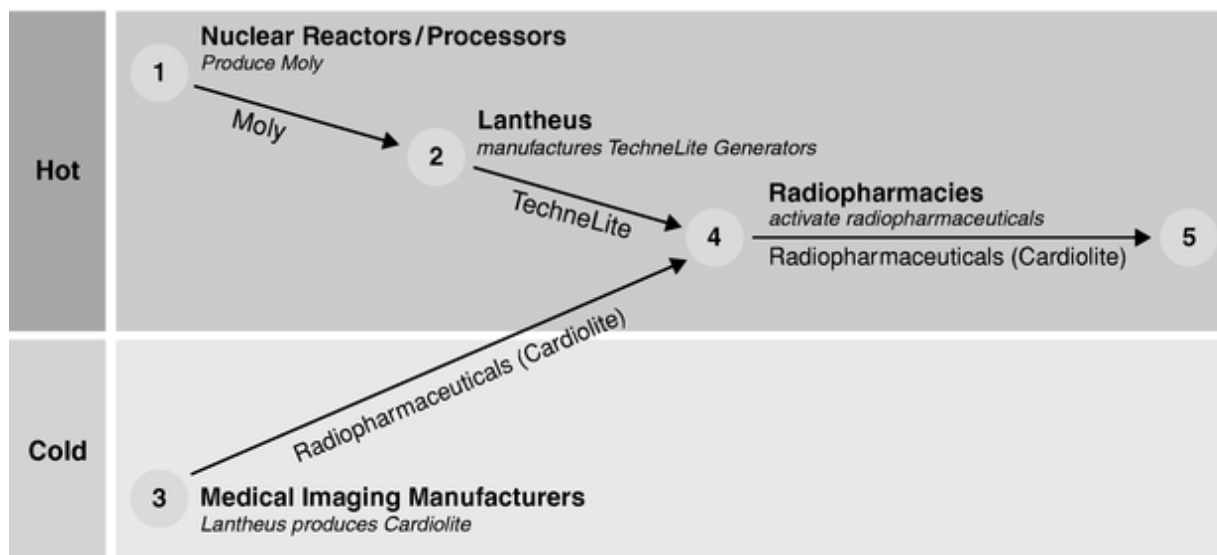 Hot
1
Nuclear Reactors/Processors
Produce Moly
Moly
2
Lantheus
manufactures TechneLite Generators
TechneLite
4
Radiopharmacies
activate radiopharmaceuticals
Radiopharmaceuticals (Cardiolite)
5
Cold
Radiopharmaceuticals (Cardiolite)
3
Medical Imaging Manufacturers
Lantheus produces Cardiolite